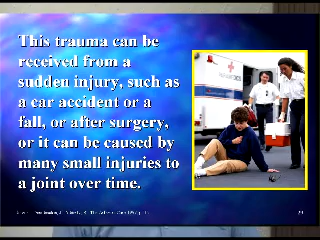 This trauma can be
received from a
sudden injury, such as
a car accident or a
fall, or after surgery,
or it can be caused by
many small injuries to
a joint over time.